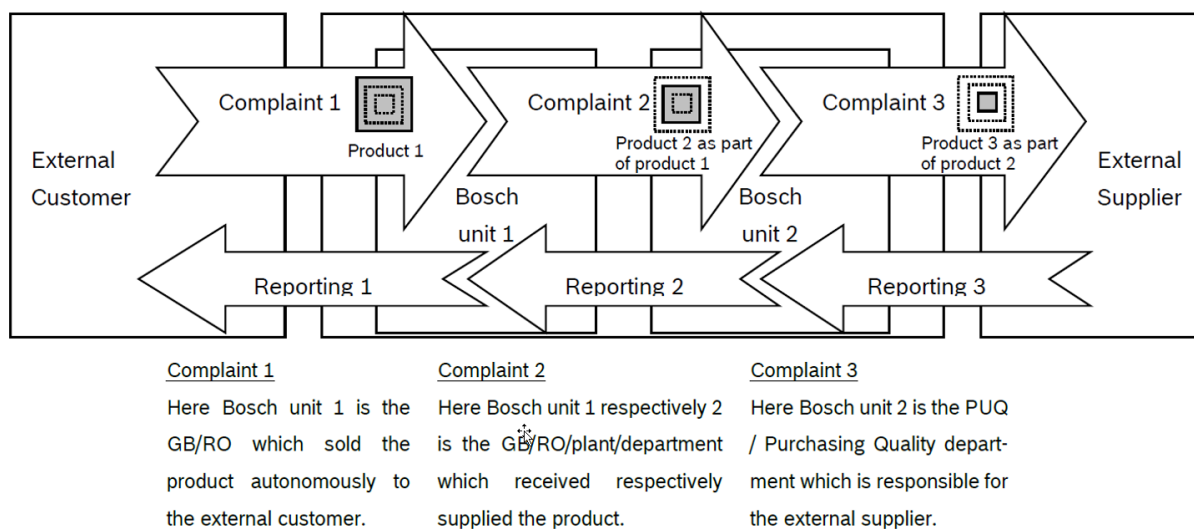 Complaint 1
Product 1
Complaint 2
Product 2 as part
of product 1
Complaint 3
Product 3 as part
of product 2
External
Customer
Bosch
unit 1
Bosch
unit 2
External
Supplier
Reporting 1
Reporting 2
Reporting 3
Complaint 1
Here Bosch unit 1 is the
GB/RO which sold the
product autonomously to
the external customer.
Complaint 2
Here Bosch unit 1 respectively 2
is the GB/RO/plant/department
which received respectively
supplied the product.
Complaint 3
Here Bosch unit 2 is the PUQ
/ Purchasing Quality depart-
ment which is responsible for
the external supplier.